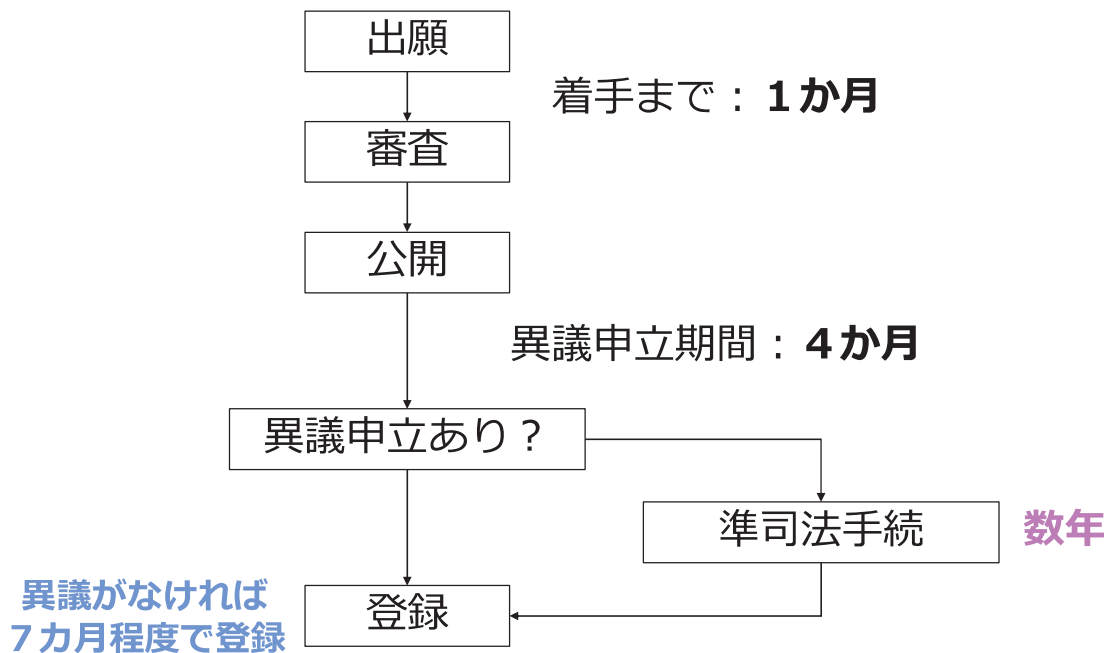 出願
着手まで：１か月
審査
公開
異議申立期間：４か月
異議申立あり？
準司法手続
数年
異議がなければ
７カ月程度で登録
登録